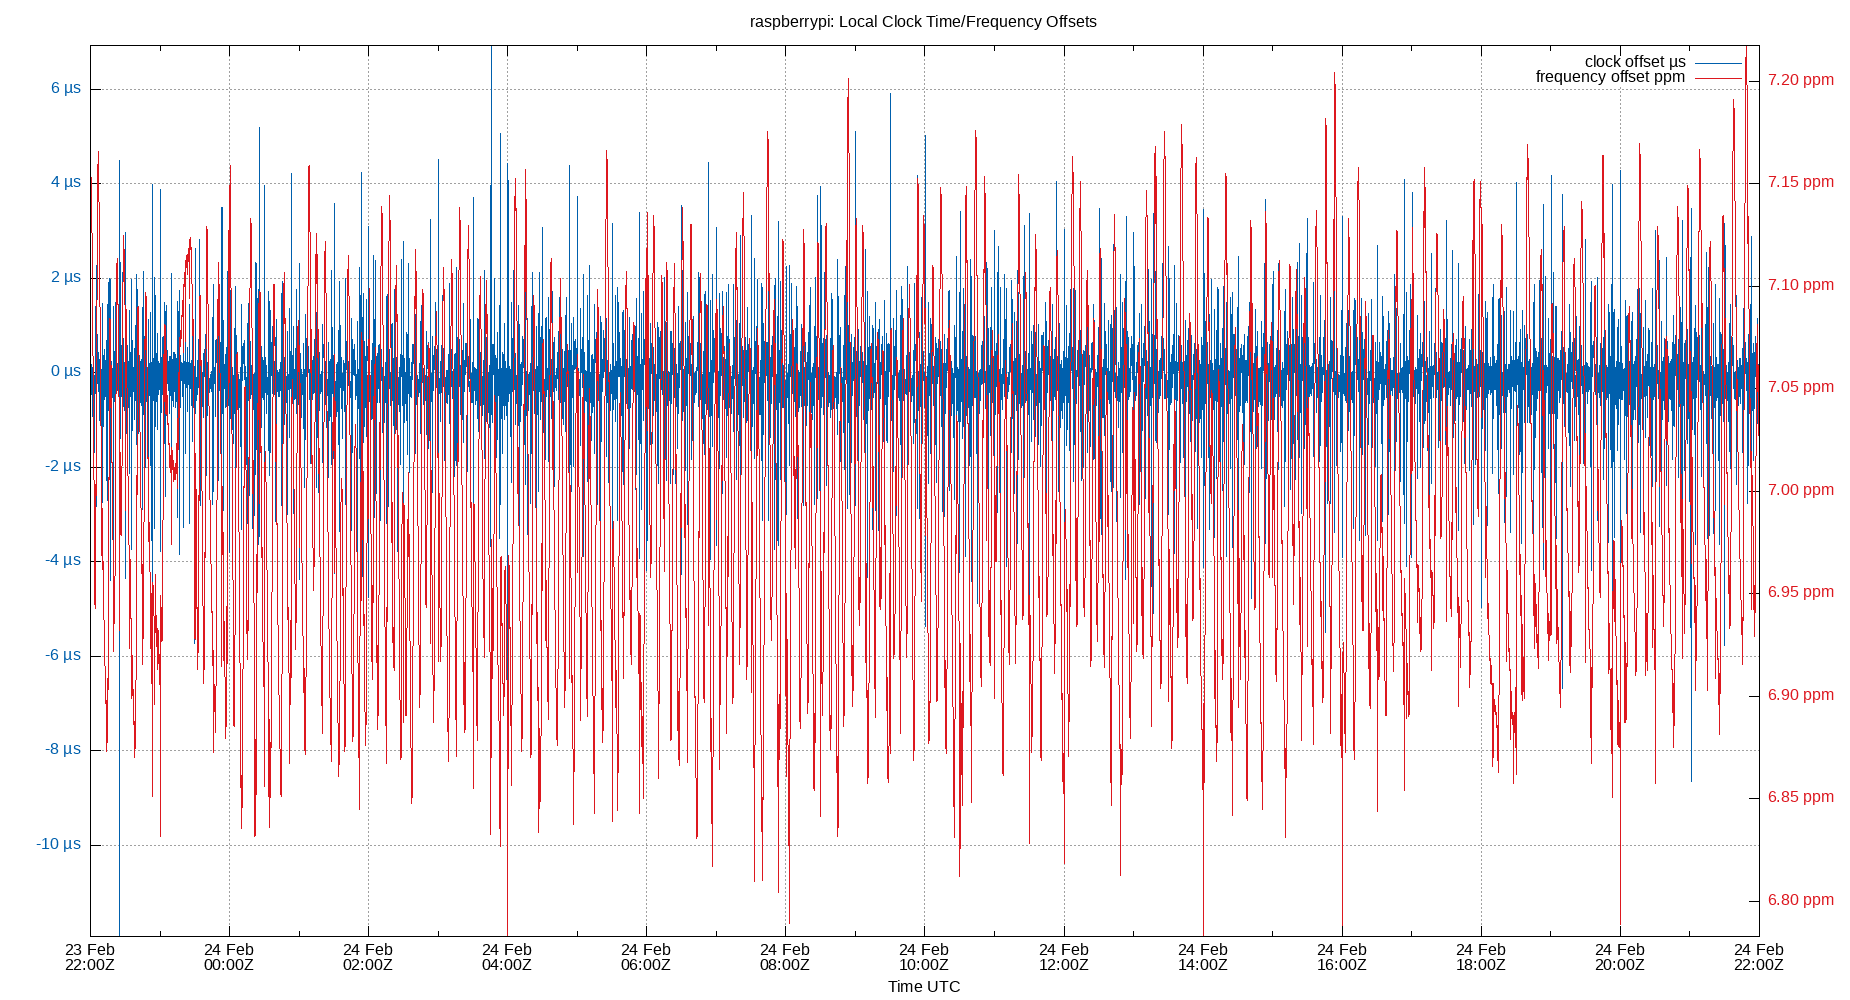 raspberrypi: Local Clock Time/Frequency Offsets
clock offset µs
frequency offset ppm
6 µs
4 µs
2 µs
0 µs
-2 µs
-4 µs
-6 µs
-8 µs
-10 µs
7.20 ppm
7.15 ppm
7.10 ppm
7.05 ppm
7.00 ppm
6.95 ppm
6.90 ppm
6.85 ppm
6.80 ppm
23 Feb 24 Feb 24 Feb 24 Feb 24 Feb 24 Feb 24 Feb 24 Feb 24 Feb 24 Feb 24 Feb 24 Feb 24 Feb
22:00Z 00:00Z 02:00Z 04:00Z 06:00Z 08:00Z 10:00Z 12:00Z 14:00Z 16:00Z 18:00Z 20:00Z 22:00Z
Time UTC